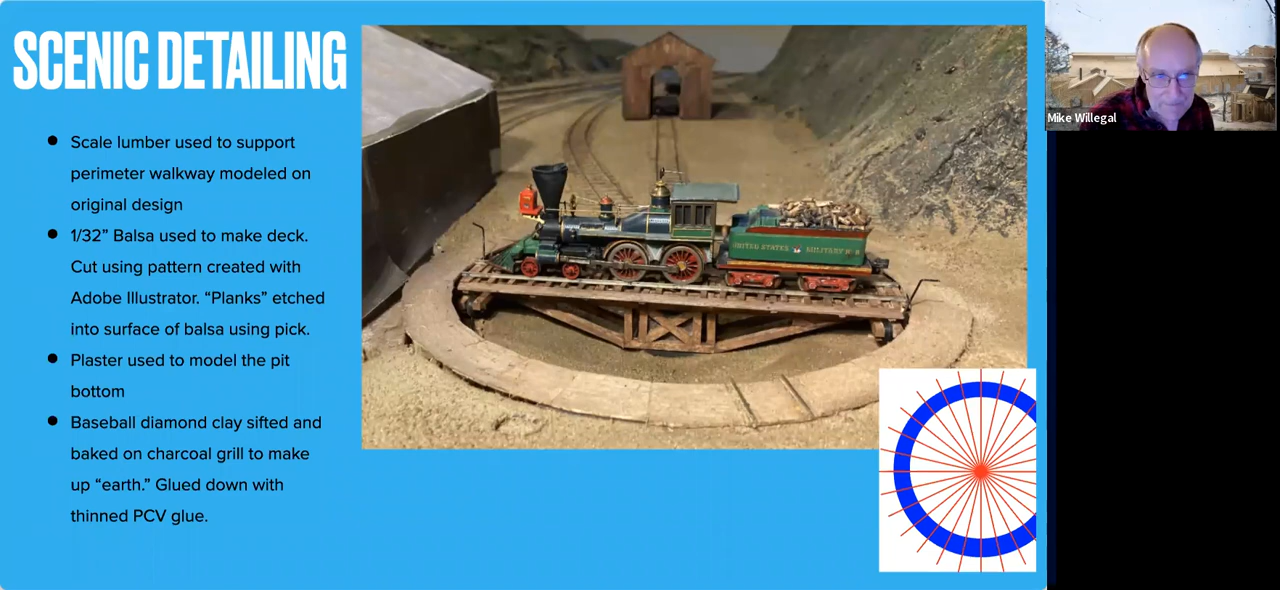 SCENIC DETAILING
Scale lumber used to support
perimeter walkway modeled on
original design
1/32” Balsa used to make deck.
Cut using pattern created with
Adobe Illustrator. “Planks” etched
into surface of balsa using pick.
Plaster used to model the pit
bottom
Baseball diamond clay sifted and
baked on charcoal grill to make
up “earth.” Glued down with
thinned PCV glue.
UNITED STATES MILITARY
Mike Willegal